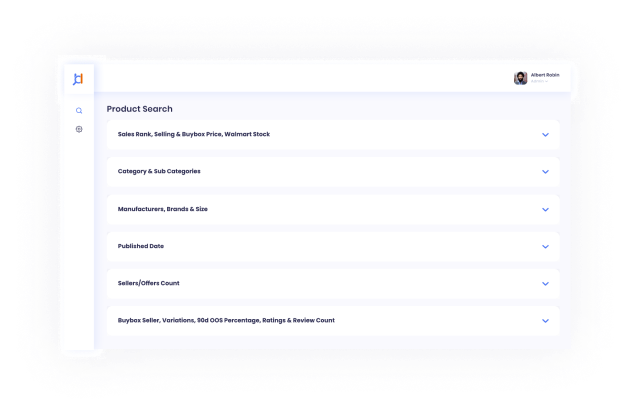 Albert Robin
Product Search
Sales Rank, Selling & Buybox Price, Walmart Stock
Category & Sub Categories
Manufacturers, Brands & Size
Published Date
Sellers/Offers Count
Buybox Seller, Variations, 90d OOS Percentage, Ratings & Review Count